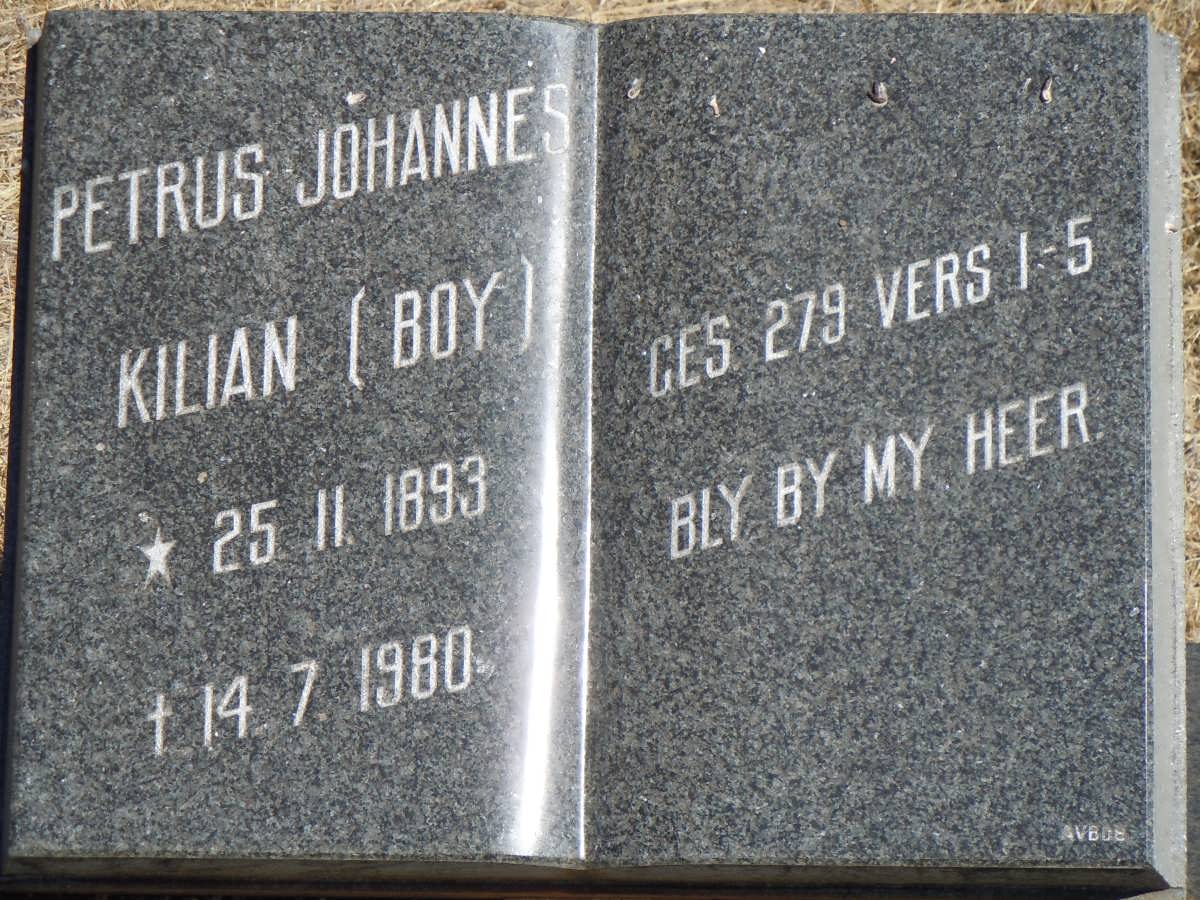 PETRUS JOHANNES
KILIAN (BOY)
★ 25. 11. 1893
† 14. 7. 1980.
GES 279 VERS 1-5
BLY BY MY HEER.
AVBOB